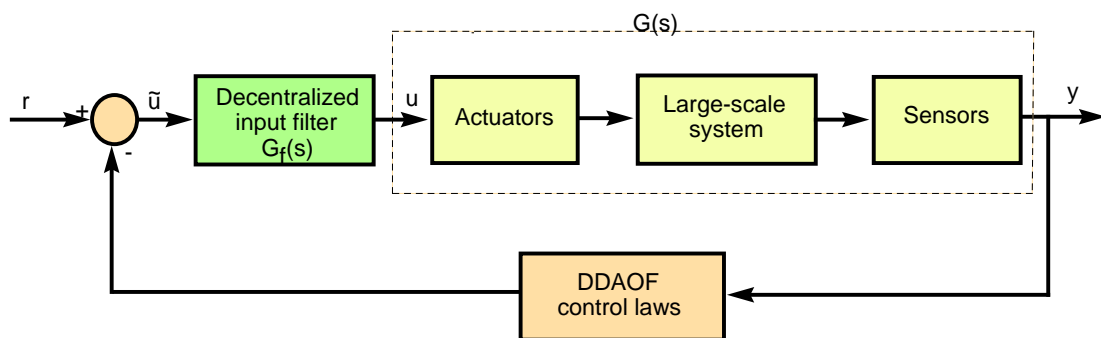 G(s)
r
+
-
ũ
Decentralized
input filter
Gf(s)
u
Actuators
Large-scale
system
Sensors
y
DDAOF
control laws